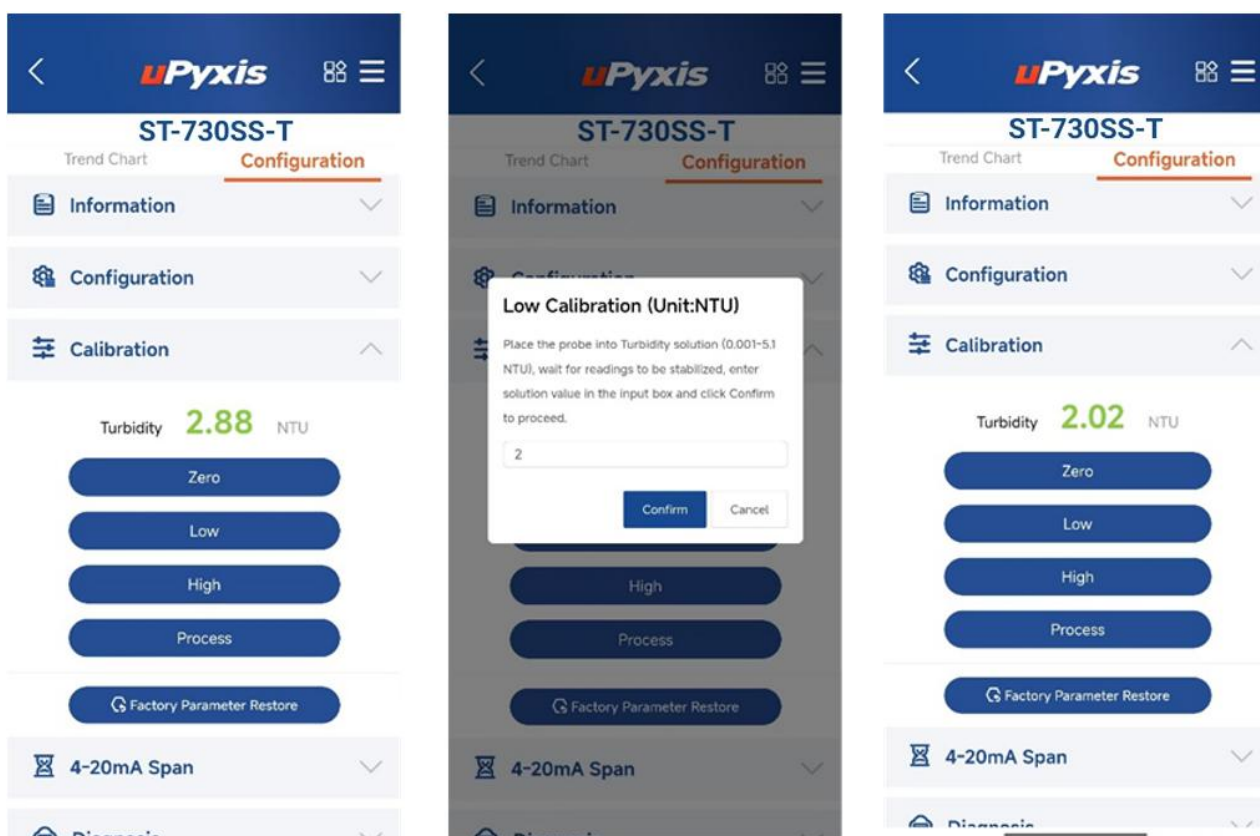 uPyxis
ST-730SS-T
Trend Chart Configuration
Information
Configuration
Calibration
Turbidity 2.88 NTU
Zero
Low
High
Process
Factory Parameter Restore
4-20mA Span
Diagnosis
uPyxis
ST-730SS-T
Trend Chart Configuration
Information
Configuration
Low Calibration (Unit:NTU)
Place the probe into Turbidity solution (0.001-5.1
NTU), wait for readings to be stabilized, enter
solution value in the input box and click Confirm
to proceed.
2
Confirm Cancel
High
Process
Factory Parameter Restore
4-20mA Span
Diagnosis
uPyxis
ST-730SS-T
Trend Chart Configuration
Information
Configuration
Calibration
Turbidity 2.02 NTU
Zero
Low
High
Process
Factory Parameter Restore
4-20mA Span
Diagnosis